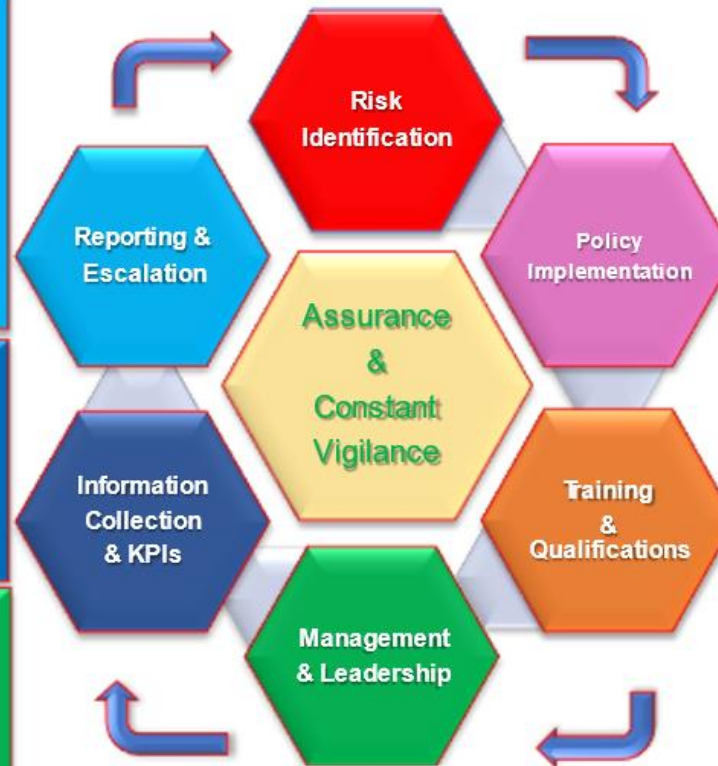 Risk
Identification
Policy
Implementation
Training
&
Qualifications
Management
& Leadership
Information
Collection
& KPIs
Reporting &
Escalation
Assurance
&
Constant
Vigilance